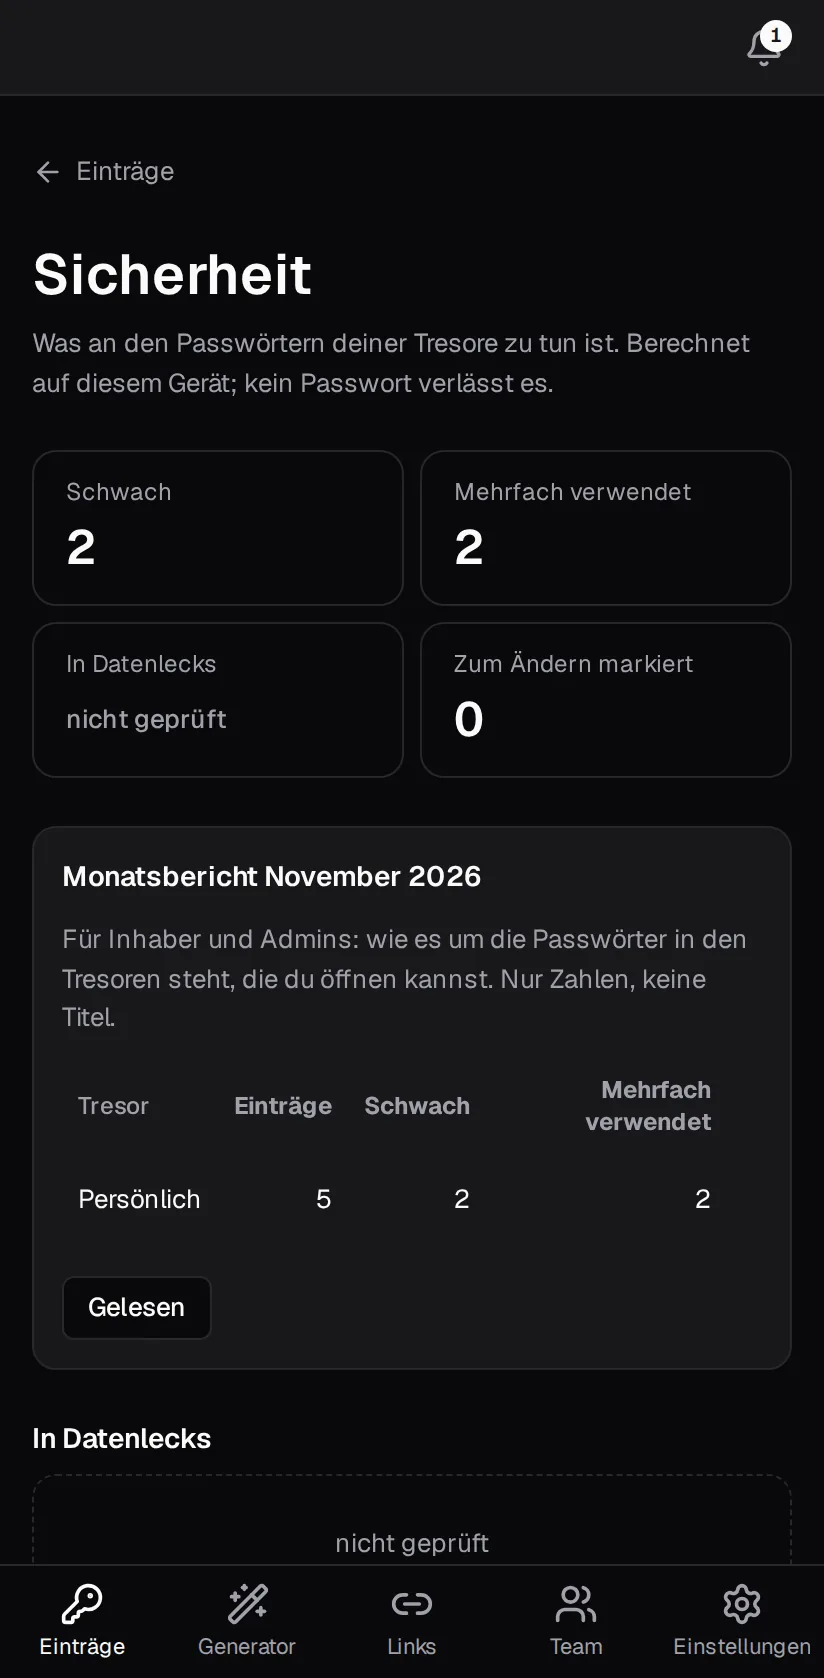 1
Einträge
Sicherheit
Was an den Passwörtern deiner Tresore zu tun ist. Berechnet
auf diesem Gerät; kein Passwort verlässt es.
Schwach
2
Mehrfach verwendet
2
In Datenlecks
nicht geprüft
Zum Ändern markiert
0
Monatsbericht November 2026
Für Inhaber und Admins: wie es um die Passwörter in den
Tresoren steht, die du öffnen kannst. Nur Zahlen, keine
Titel.
Tresor Einträge Schwach Mehrfach
verwendet
Persönlich 5 2 2
Gelesen
In Datenlecks
nicht geprüft
Einträge Generator Links Team Einstellungen